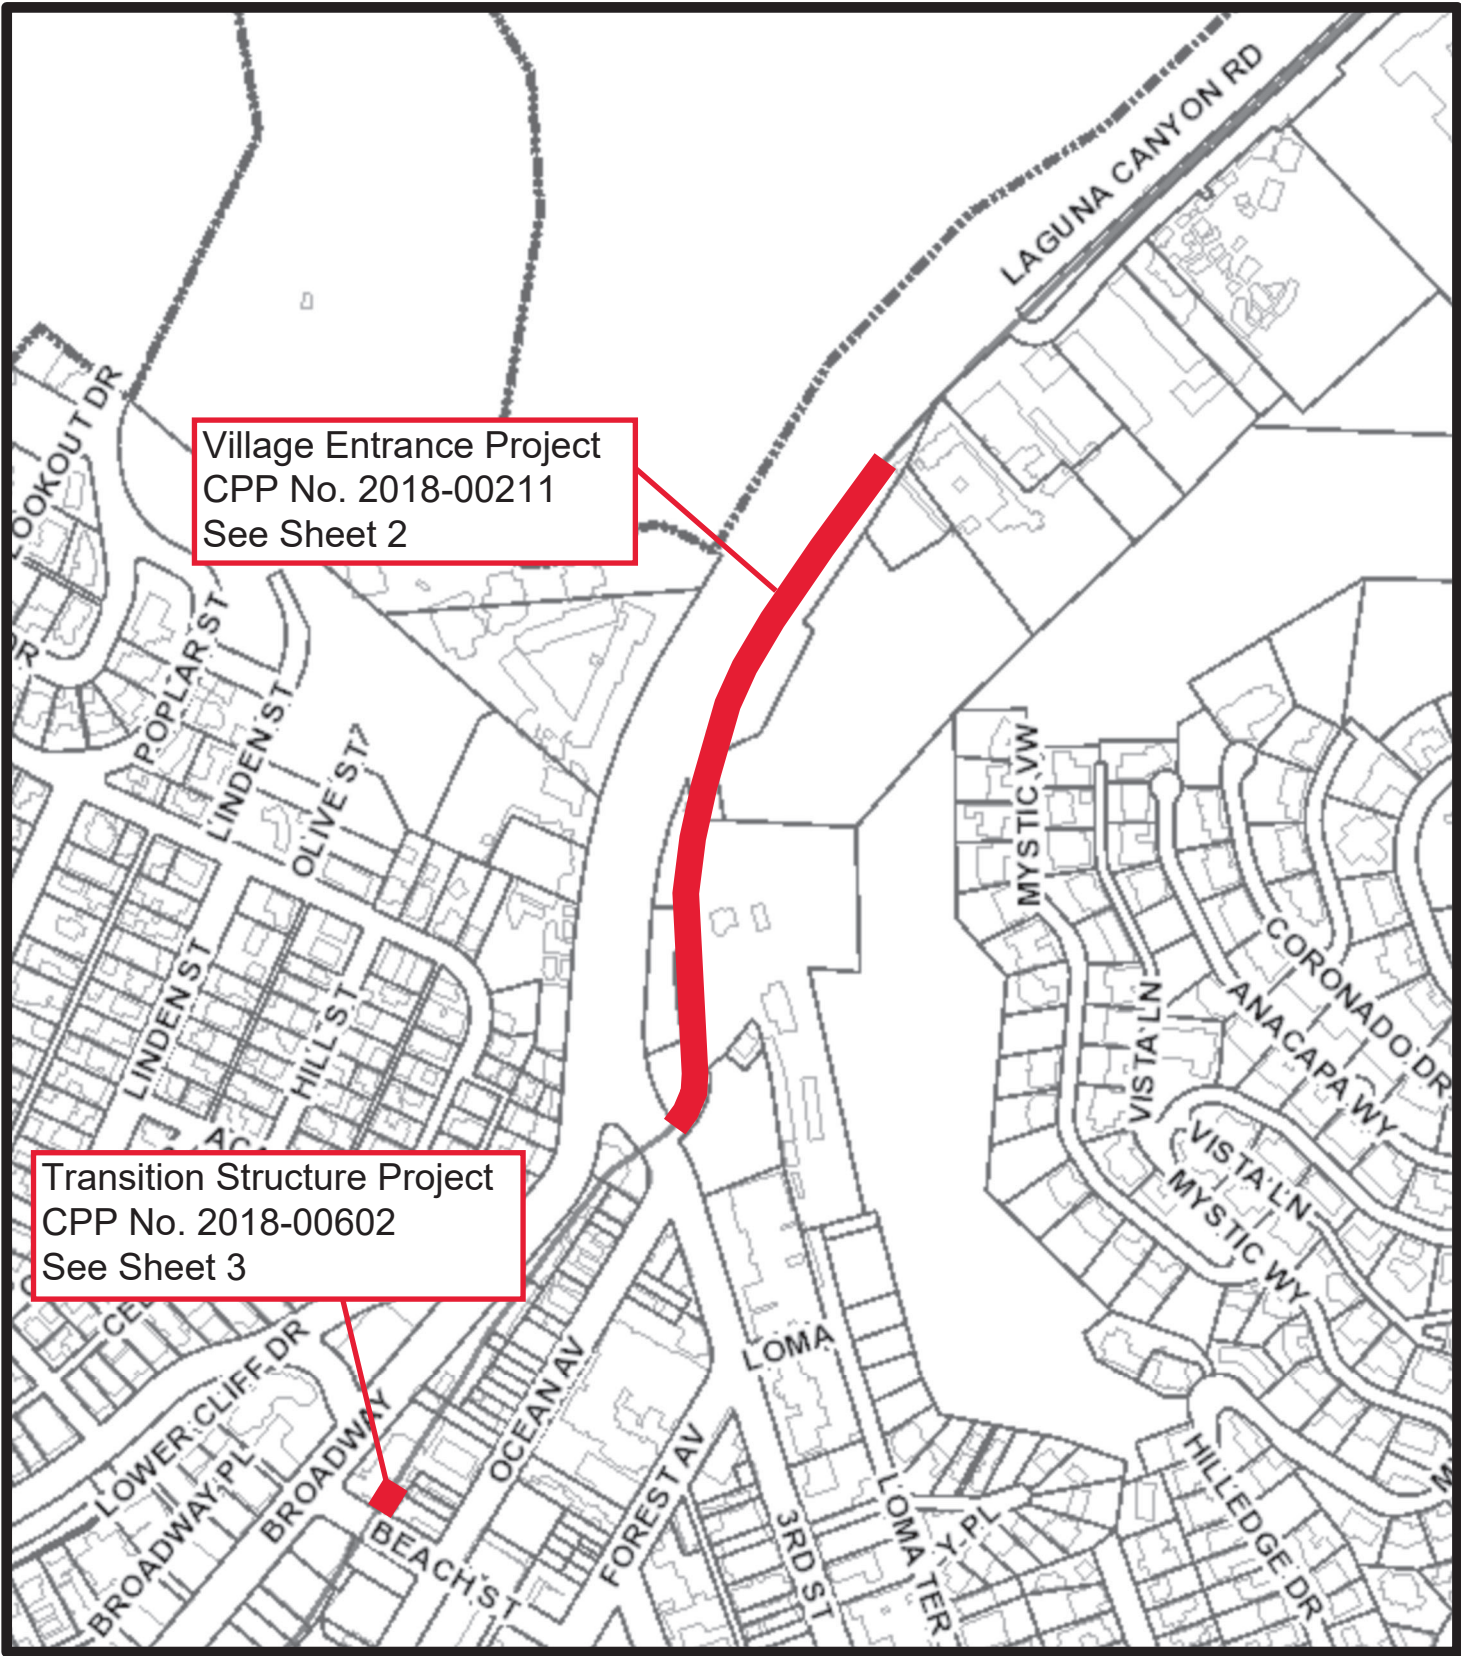 LAGUNA CANYON RD
LOOKOUT DR
Village Entrance Project
CPP No. 2018-00211
See Sheet 2
DR
POPLAR ST
LINDEN ST
OLIVE ST
MYSTIC VW
LINDEN ST
HILL ST
VISTA LN
CORONADO DR
ANACAPA WY
VISTA LN
MYSTIC WY
Transition Structure Project
CPP No. 2018-00602
See Sheet 3
LOWER CLIFF DR
BROADWAY PL
BROADWAY
OCEAN AV
BEACH ST
FOREST AV
LOMA
3RD ST
LOMA TER
Y PL
HILLEDGE DR